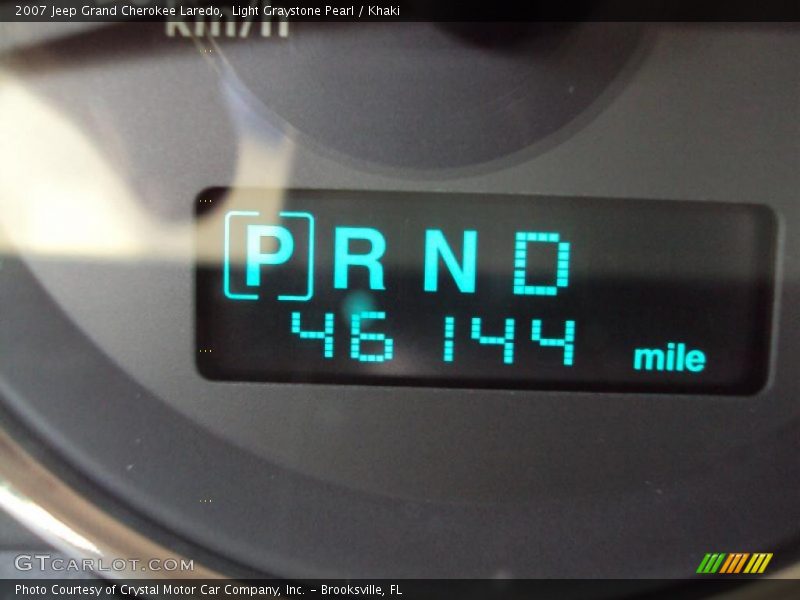 2007 Jeep Grand Cherokee Laredo, Light Graystone Pearl / Khaki
km/h
P R N D
46144 mile
GTCARLOT.COM
Photo Courtesy of Crystal Motor Car Company, Inc. – Brooksville, FL